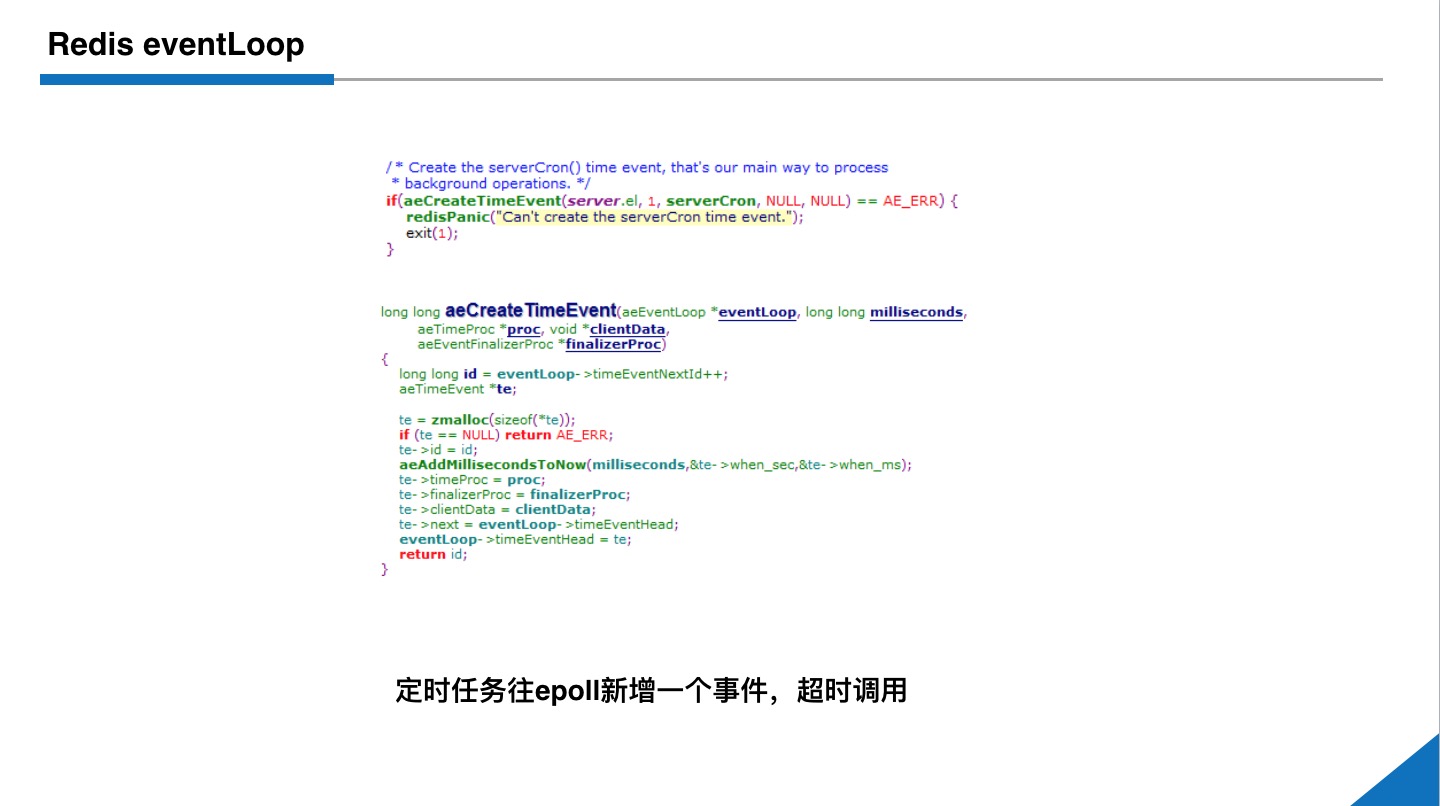 Redis eventLoop
/* Create the serverCron() time event, that's our main way to process
 * background operations. */
if(aeCreateTimeEvent(server.el, 1, serverCron, NULL, NULL) == AE_ERR) {
    redisPanic("Can't create the serverCron time event.");
    exit(1);
}
long long aeCreateTimeEvent(aeEventLoop *eventLoop, long long milliseconds,
        aeTimeProc *proc, void *clientData,
        aeEventFinalizerProc *finalizerProc)
{
    long long id = eventLoop->timeEventNextId++;
    aeTimeEvent *te;
    te = zmalloc(sizeof(*te));
    if (te == NULL) return AE_ERR;
    te->id = id;
    aeAddMillisecondsToNow(milliseconds,&te->when_sec,&te->when_ms);
    te->timeProc = proc;
    te->finalizerProc = finalizerProc;
    te->clientData = clientData;
    te->next = eventLoop->timeEventHead;
    eventLoop->timeEventHead = te;
    return id;
}
定时任务往epoll新增一个事件，超时调用